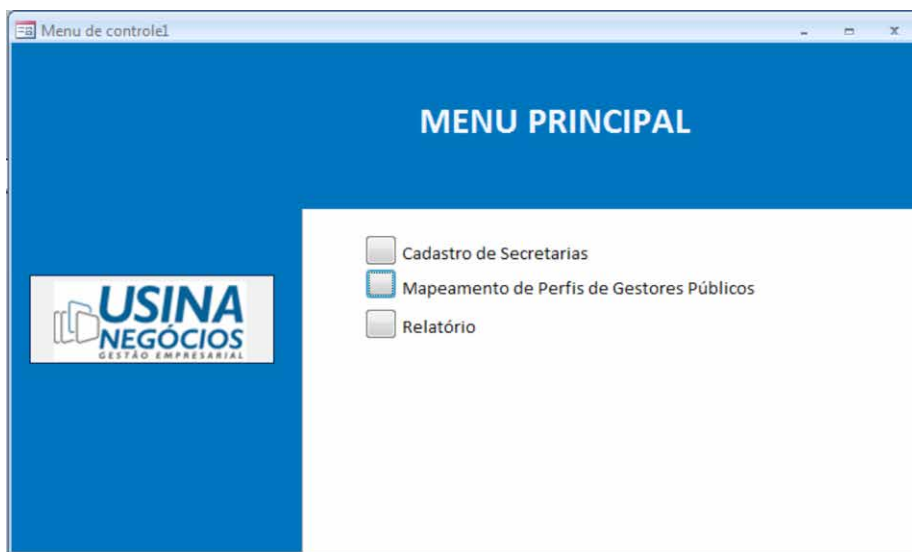 Menu de controle1
MENU PRINCIPAL
Cadastro de Secretarias
Mapeamento de Perfis de Gestores Públicos
Relatório
USINA
NEGÓCIOS
GESTÃO EMPRESARIAL